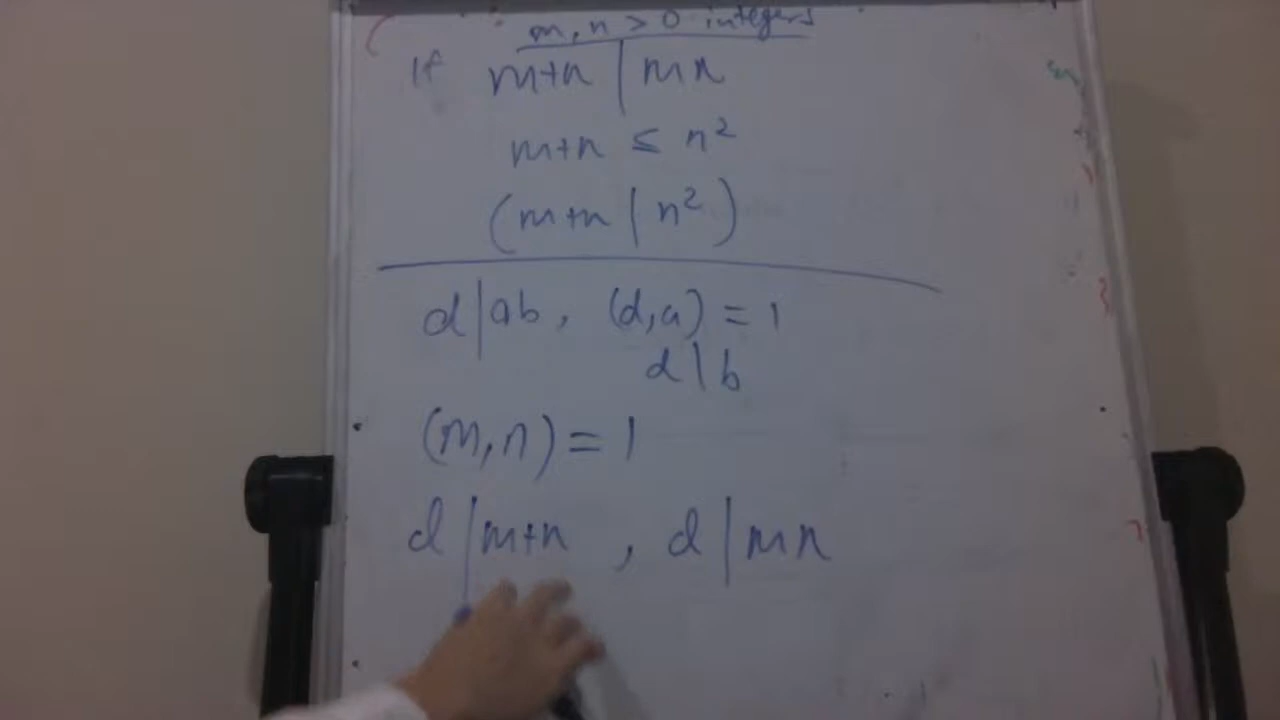 m, n > 0 integers
If m+n | mn
m+n ≤ n²
(m+n | n²)
d | ab, (d,a) = 1
d | b
(m,n) = 1
d | m+n , d | mn